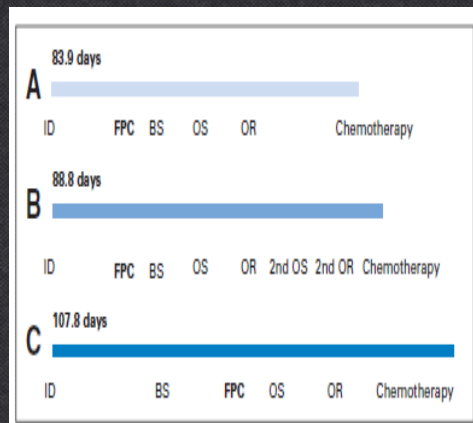 83.9 days
A
ID FPC BS OS OR Chemotherapy
88.8 days
B
ID FPC BS OS OR 2nd OS 2nd OR Chemotherapy
107.8 days
C
ID BS FPC OS OR Chemotherapy